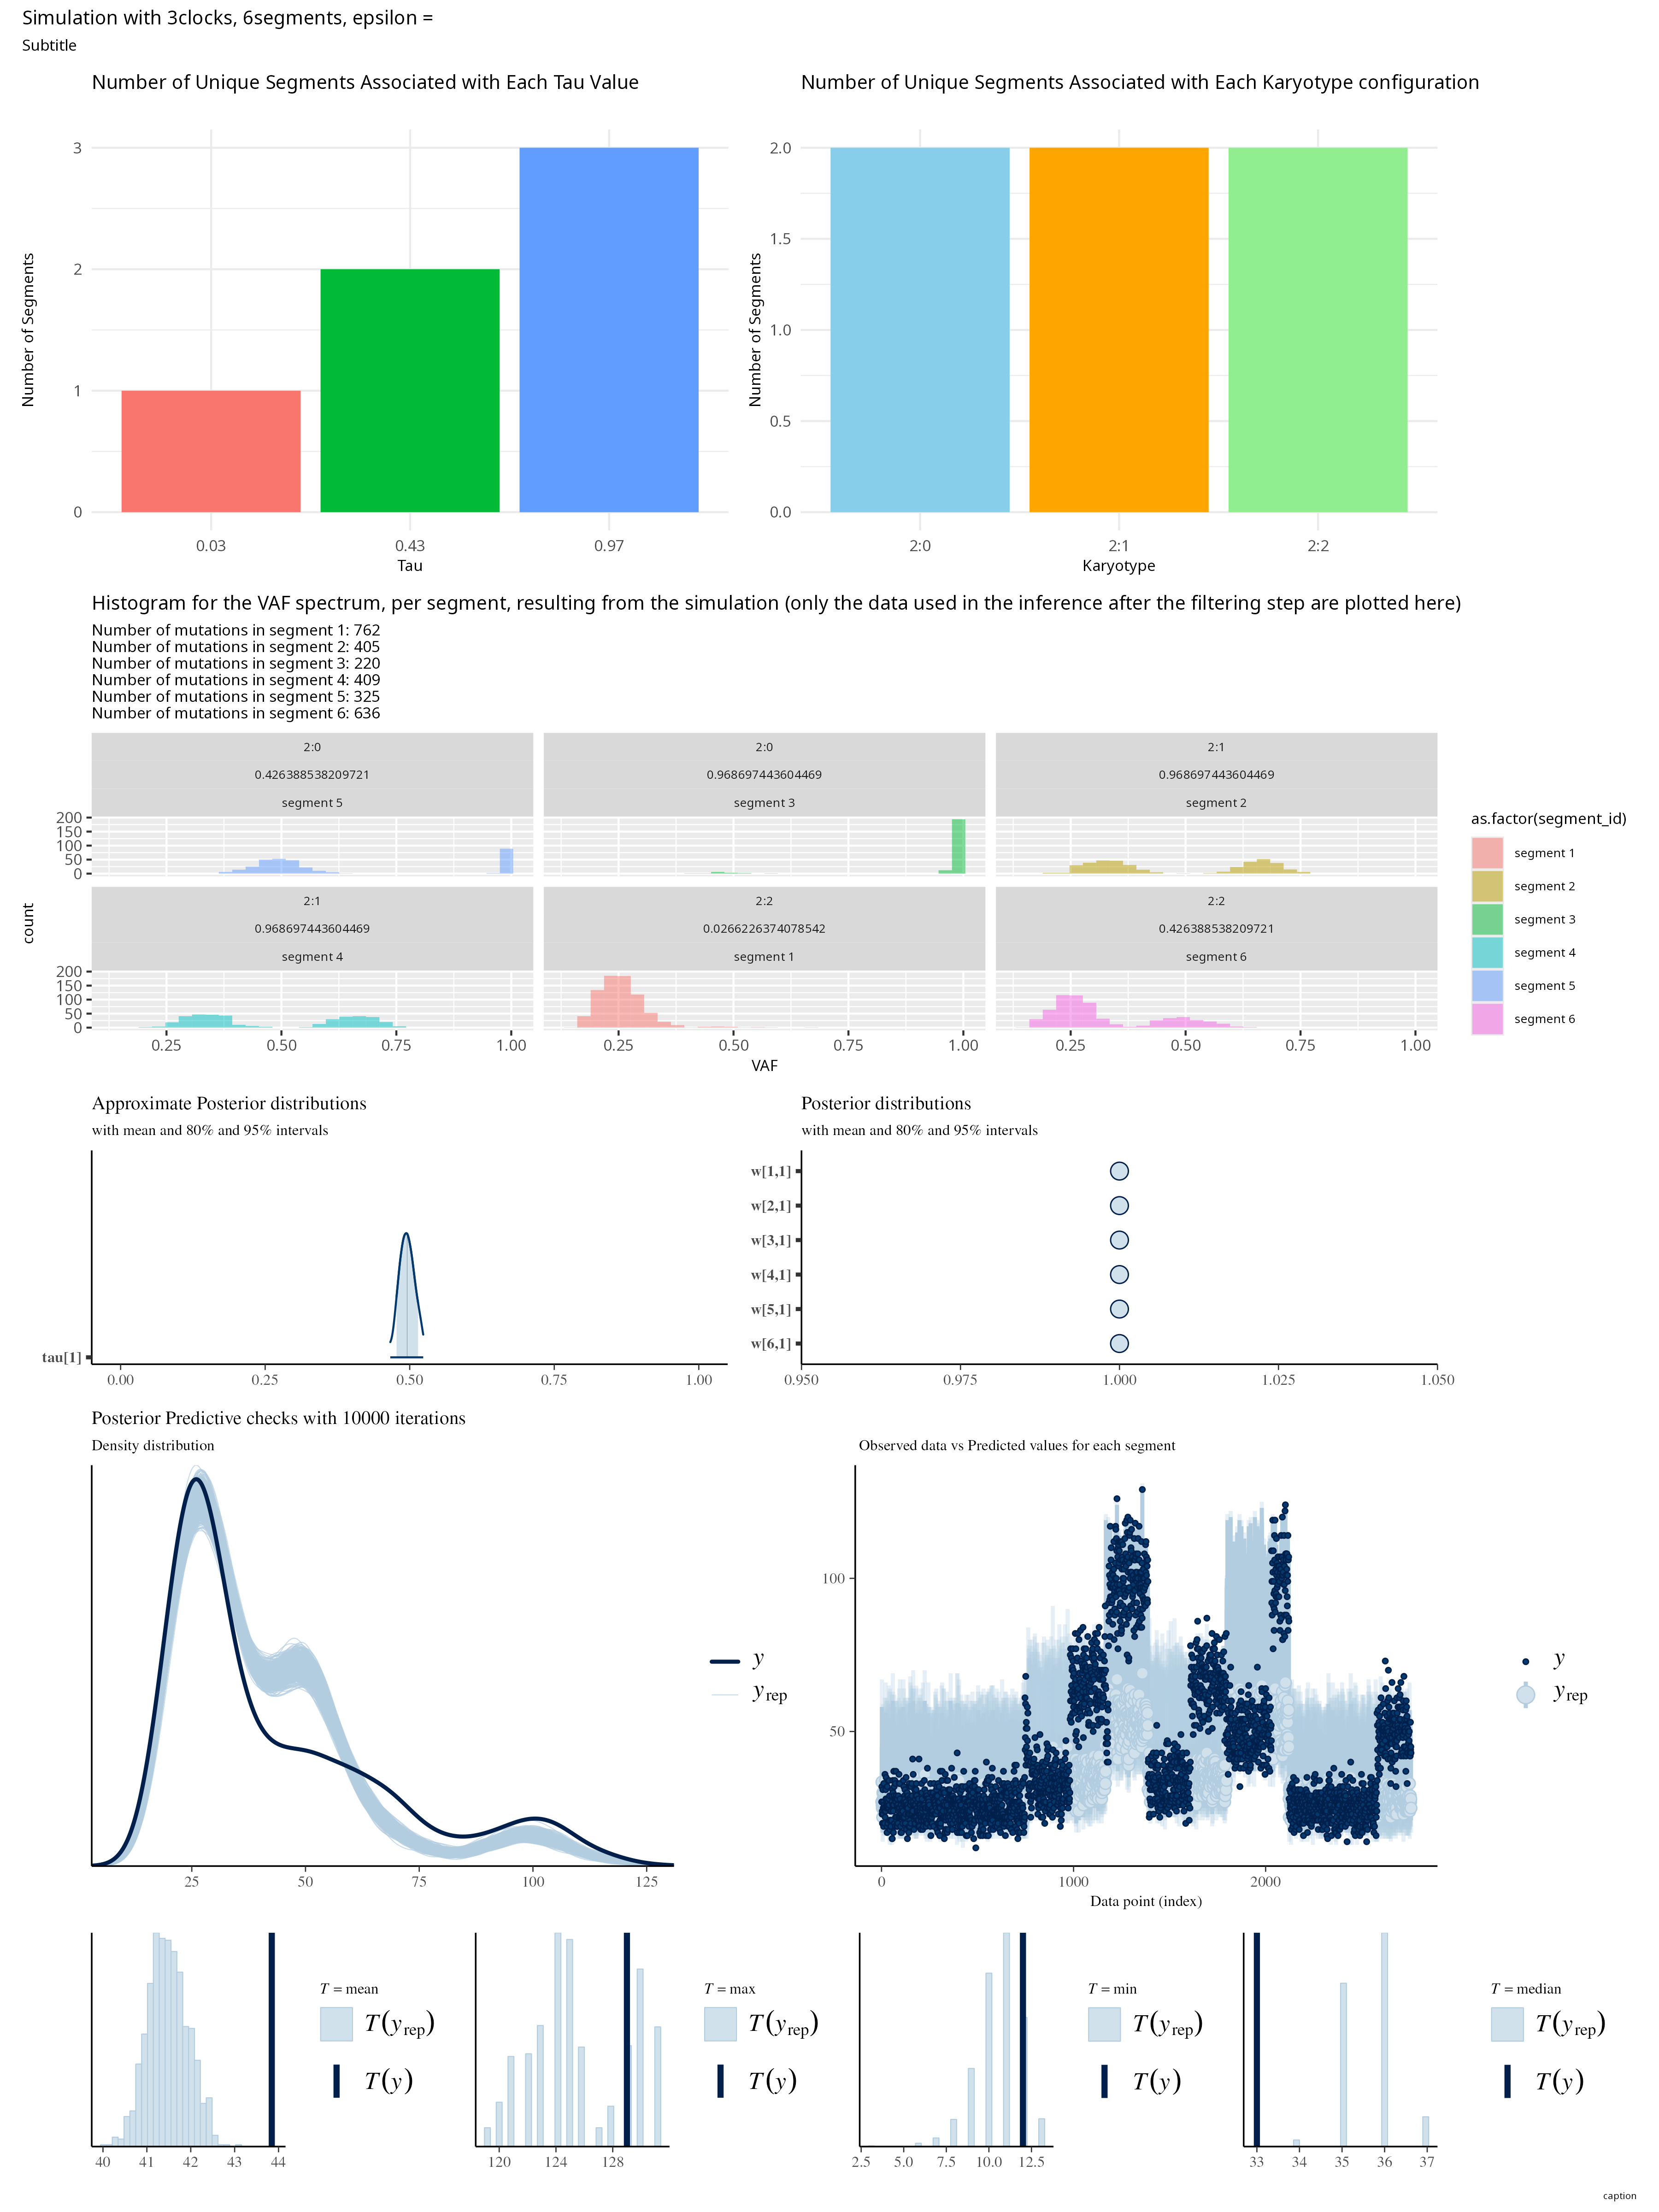 Simulation with 3clocks, 6segments, epsilon =
Subtitle
Number of Unique Segments Associated with Each Tau Value
Number of Segments
3
2
1
0
0.03 0.43 0.97
Tau
Number of Unique Segments Associated with Each Karyotype configuration
Number of Segments
2.0
1.5
1.0
0.5
0.0
2:0 2:1 2:2
Karyotype
Histogram for the VAF spectrum, per segment, resulting from the simulation (only the data used in the inference after the filtering step are plotted here)
Number of mutations in segment 1: 762
Number of mutations in segment 2: 405
Number of mutations in segment 3: 220
Number of mutations in segment 4: 409
Number of mutations in segment 5: 325
Number of mutations in segment 6: 636
2:0 2:0 2:1
0.426388538209721 0.968697443604469 0.968697443604469
segment 5 segment 3 segment 2
200
150
100
50
0
count
2:1 2:2 2:2
0.968697443604469 0.0266226374078542 0.426388538209721
segment 4 segment 1 segment 6
200
150
100
50
0
0.25 0.50 0.75 1.00 0.25 0.50 0.75 1.00 0.25 0.50 0.75 1.00
VAF
as.factor(segment_id)
segment 1
segment 2
segment 3
segment 4
segment 5
segment 6
Approximate Posterior distributions
with mean and 80% and 95% intervals
tau[1]
0.00 0.25 0.50 0.75 1.00
Posterior distributions
with mean and 80% and 95% intervals
w[1,1]
w[2,1]
w[3,1]
w[4,1]
w[5,1]
w[6,1]
0.950 0.975 1.000 1.025 1.050
Posterior Predictive checks with 10000 iterations
Density distribution
25 50 75 100 125
y
yrep
Observed data vs Predicted values for each segment
100
50
0 1000 2000
Data point (index)
y
yrep
40 41 42 43 44
T = mean
T(yrep)
T(y)
120 124 128
T = max
T(yrep)
T(y)
2.5 5.0 7.5 10.0 12.5
T = min
T(yrep)
T(y)
33 34 35 36 37
T = median
T(yrep)
T(y)
caption